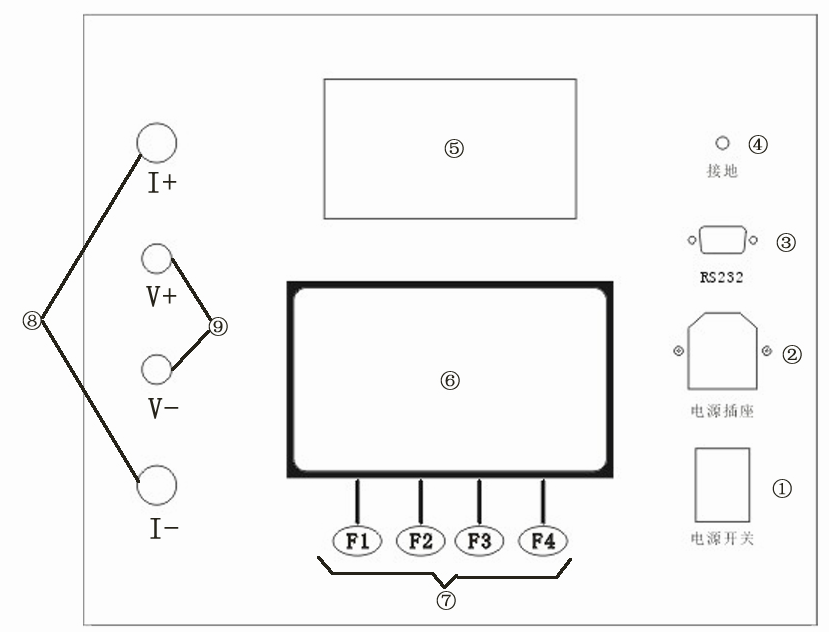 I+
V+
V-
I-
⑧
⑨
⑤
⑥
F1 F2 F3 F4
⑦
④
接地
③
RS232
②
电源插座
①
电源开关